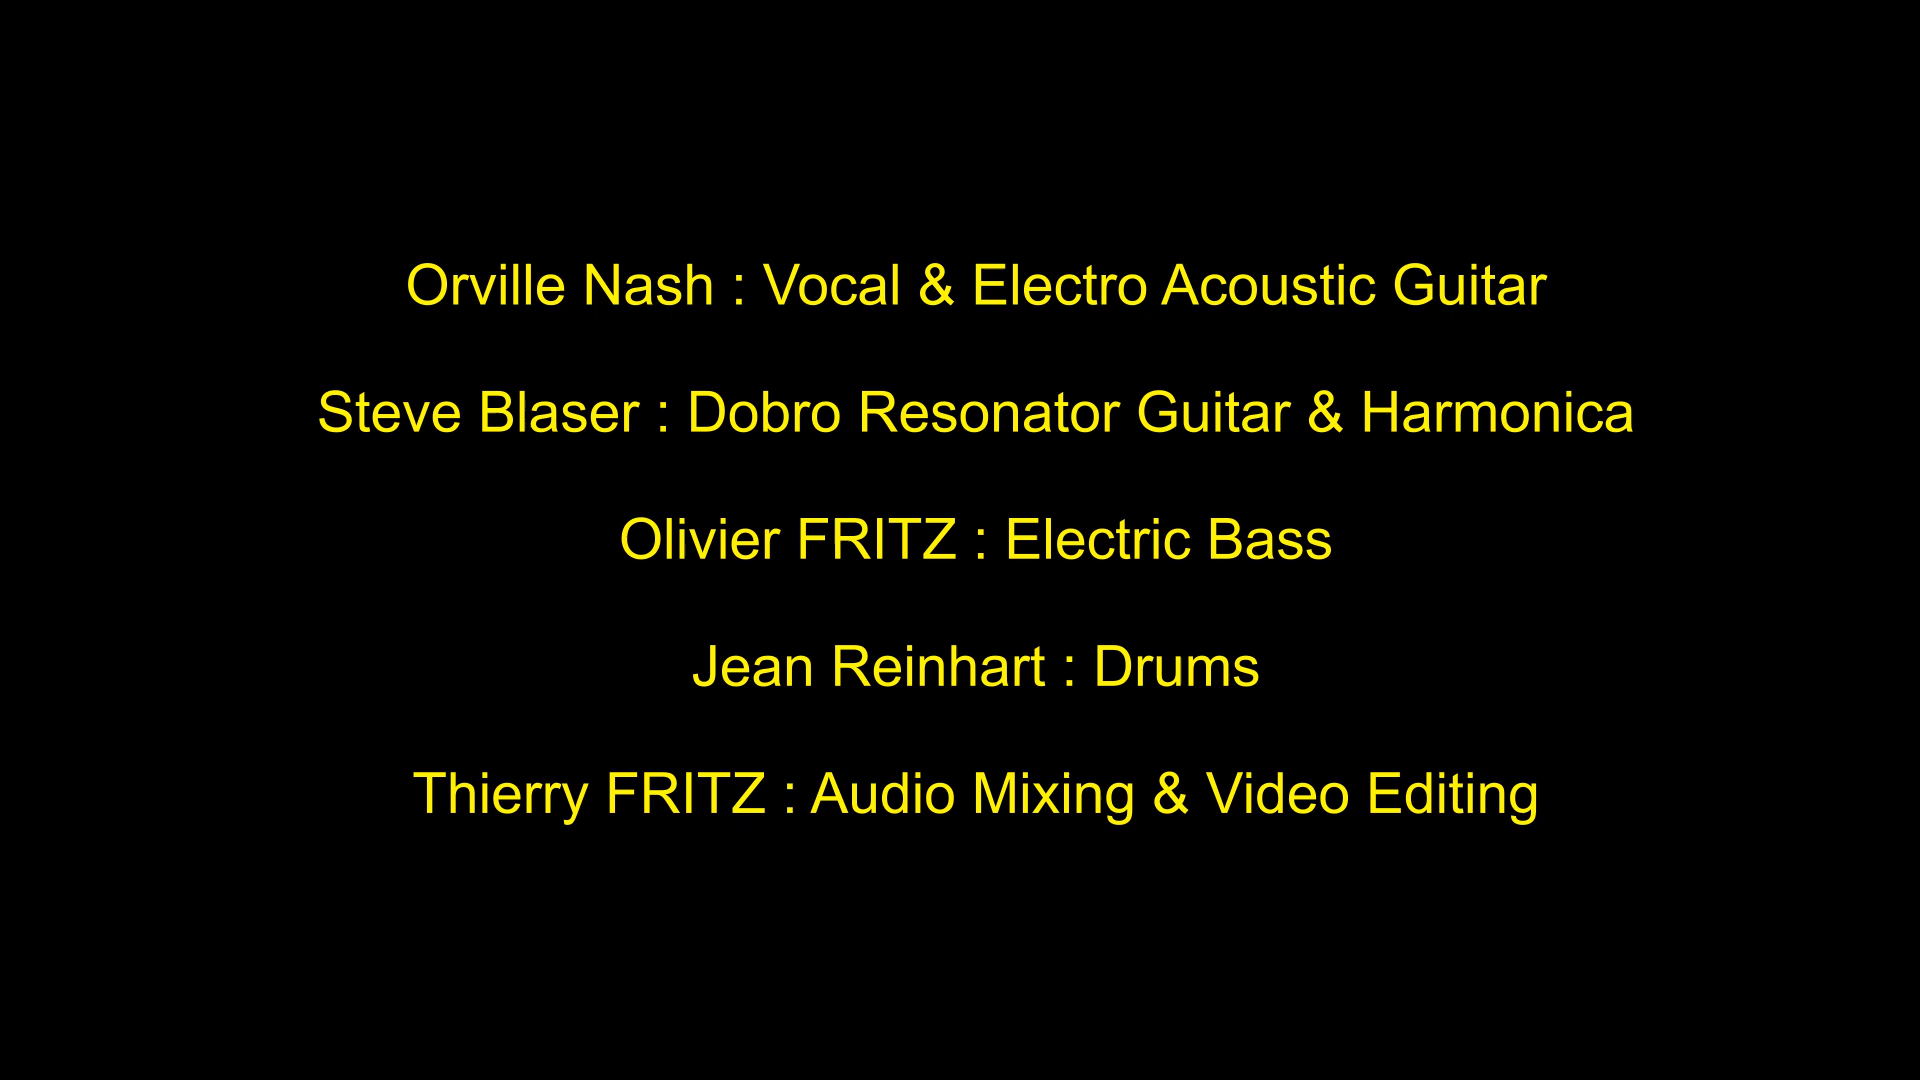 Orville Nash : Vocal & Electro Acoustic Guitar
Steve Blaser : Dobro Resonator Guitar & Harmonica
Olivier FRITZ : Electric Bass
Jean Reinhart : Drums
Thierry FRITZ : Audio Mixing & Video Editing